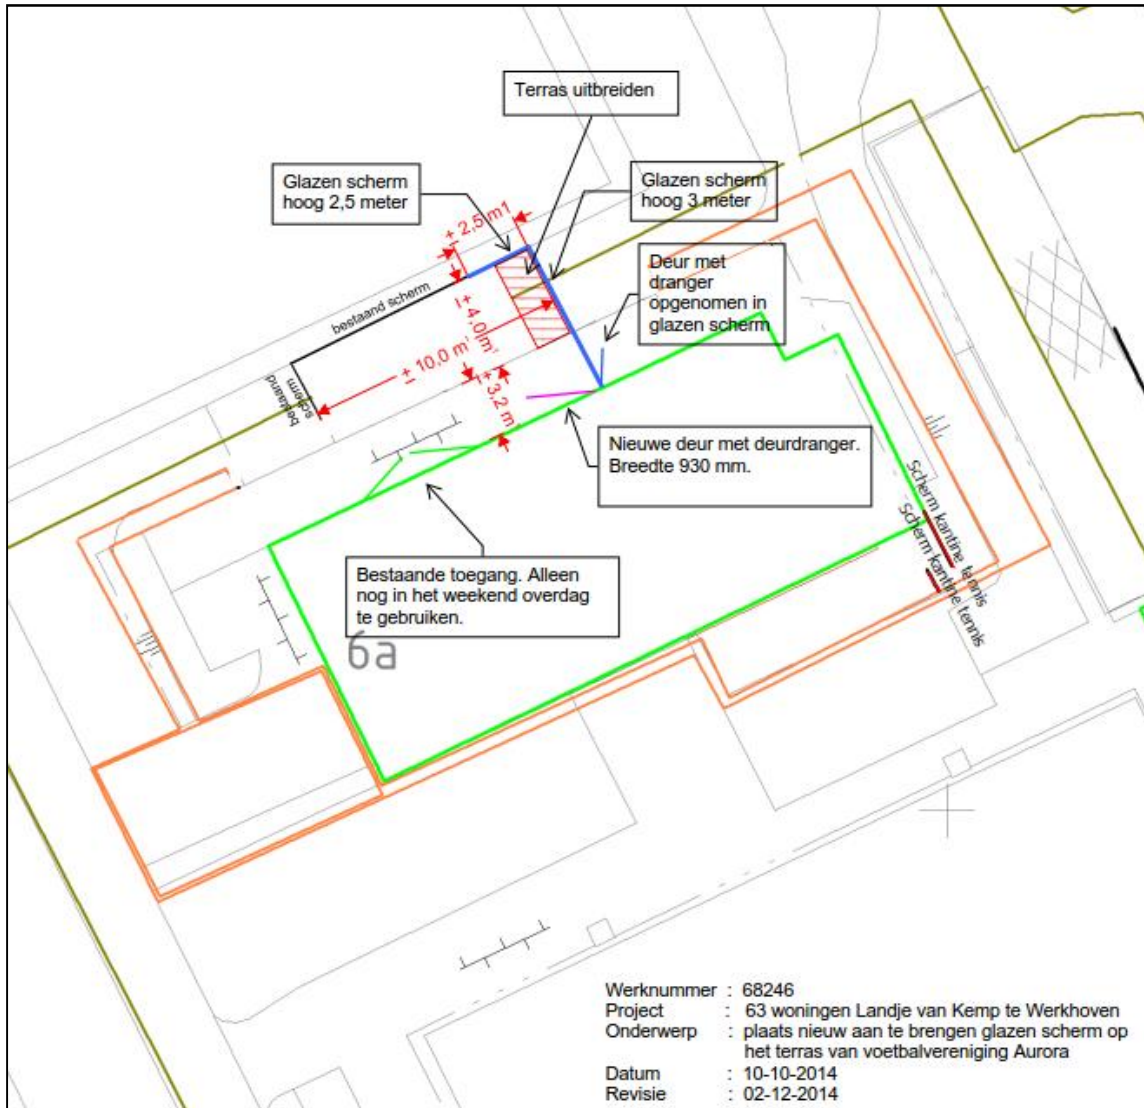 Terras uitbreiden
Glazen scherm
hoog 2,5 meter
Glazen scherm
hoog 3 meter
± 2,5 m1
Deur met
dranger
opgenomen in
glazen scherm
bestaand scherm
± 4,0 m'
± 10,0 m'
± 3,2 m'
bestaand
scherm
Nieuwe deur met deurdranger.
Breedte 930 mm.
Scherm kantine tennis
Scherm kantine tennis
Bestaande toegang. Alleen
nog in het weekend overdag
te gebruiken.
6a
Werknummer : 68246
Project : 63 woningen Landje van Kemp te Werkhoven
Onderwerp : plaats nieuw aan te brengen glazen scherm op
het terras van voetbalvereniging Aurora
Datum : 10-10-2014
Revisie : 02-12-2014